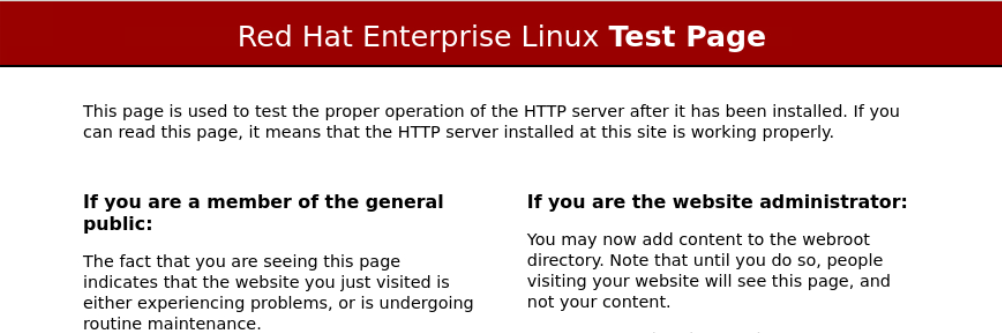 Red Hat Enterprise Linux Test Page
This page is used to test the proper operation of the HTTP server after it has been installed. If you
can read this page, it means that the HTTP server installed at this site is working properly.
If you are a member of the general
public:
The fact that you are seeing this page
indicates that the website you just visited is
either experiencing problems, or is undergoing
routine maintenance.
If you are the website administrator:
You may now add content to the webroot
directory. Note that until you do so, people
visiting your website will see this page, and
not your content.